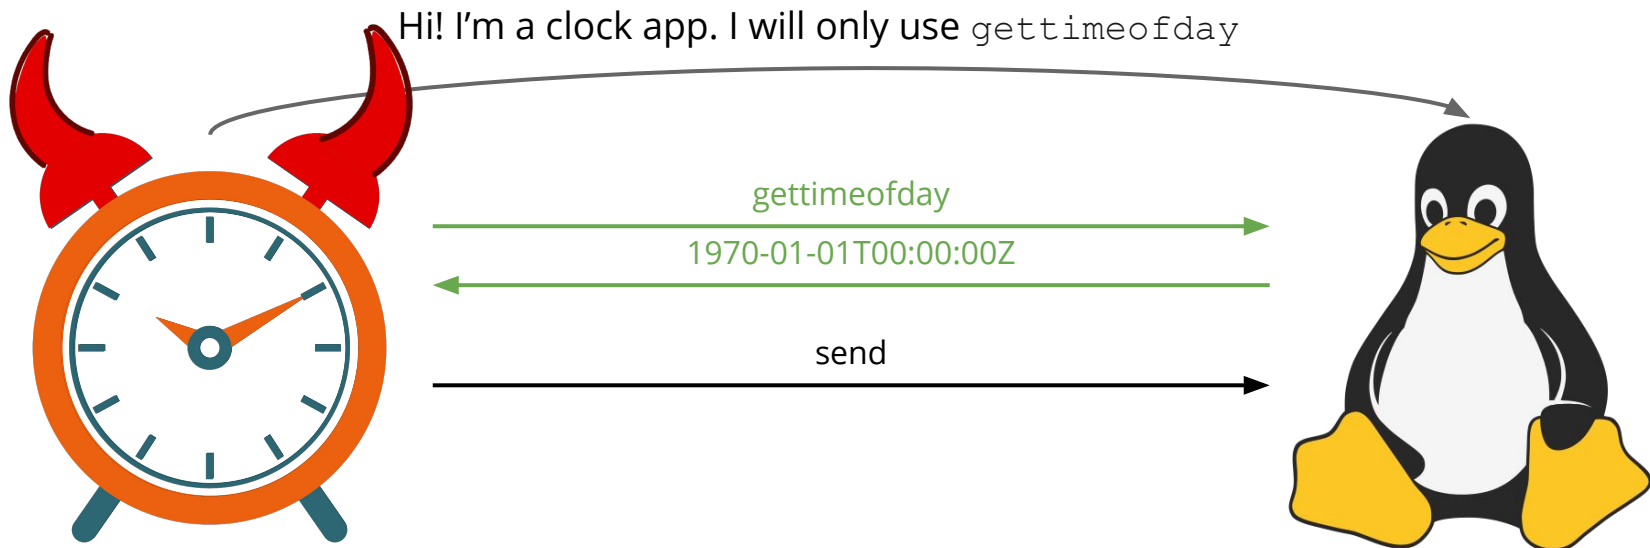 Hi! I’m a clock app. I will only use gettimeofday
gettimeofday
1970-01-01T00:00:00Z
send